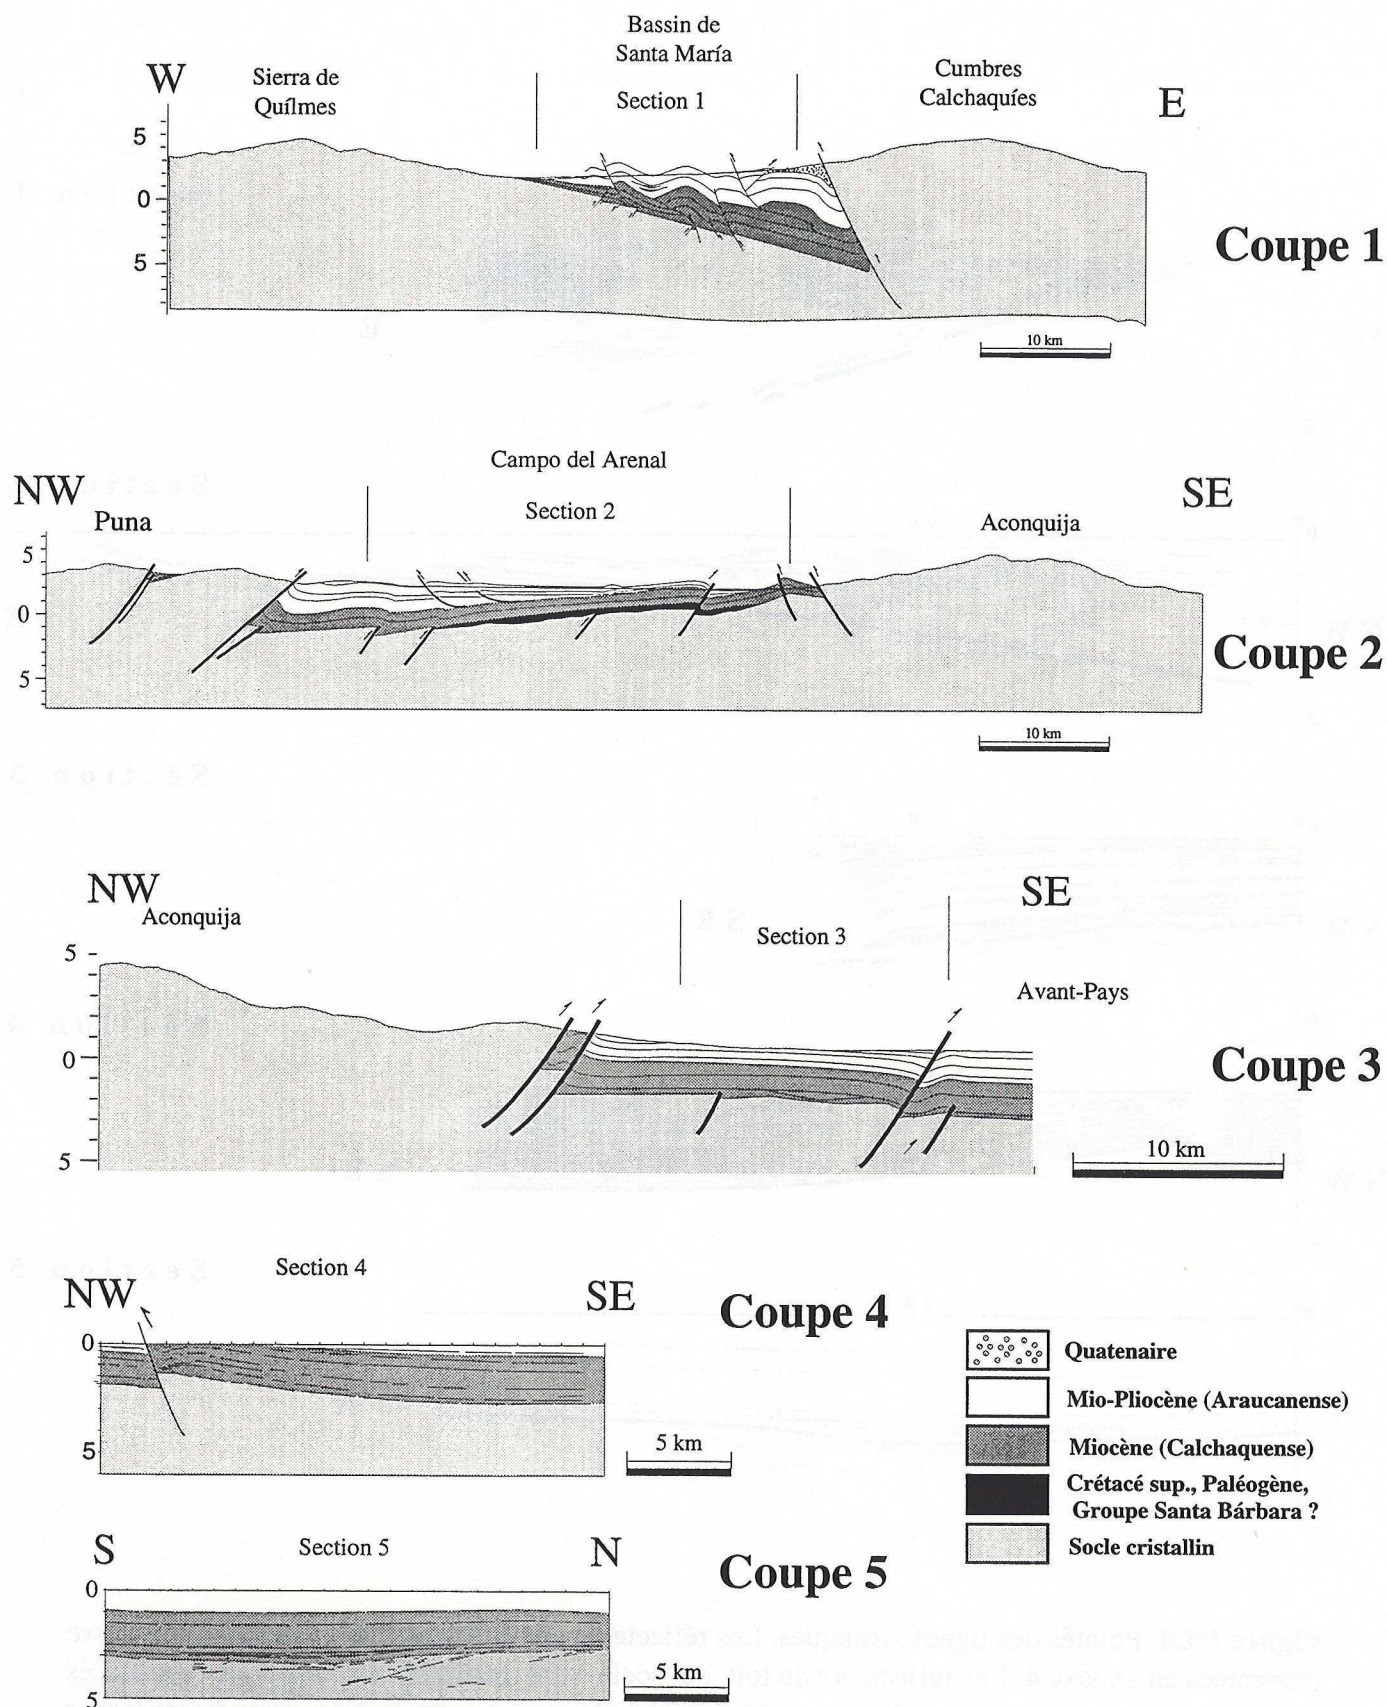 Bassin de
Santa María
W
Sierra de
Quílmes
Section 1
Cumbres
Calchaquíes
E
5
0
5
Coupe 1
10 km
Campo del Arenal
NW
Puna
Section 2
Aconquija
SE
5
0
5
Coupe 2
10 km
NW
Aconquija
Section 3
SE
Avant-Pays
5
0
5
Coupe 3
10 km
Section 4
NW
SE
Coupe 4
0
5
5 km
Quatenaire
Mio-Pliocène (Araucanense)
Miocène (Calchaquense)
Crétacé sup., Paléogène,
Groupe Santa Bárbara ?
Socle cristallin
S
Section 5
N
Coupe 5
0
5
5 km